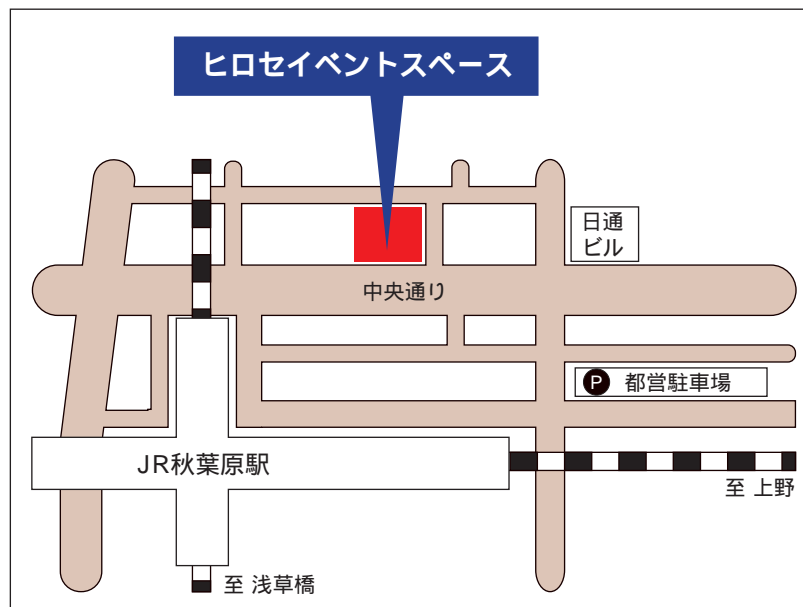 ヒロセイベントスペース
日通
ビル
中央通り
P 都営駐車場
JR秋葉原駅
至 上野
至 浅草橋